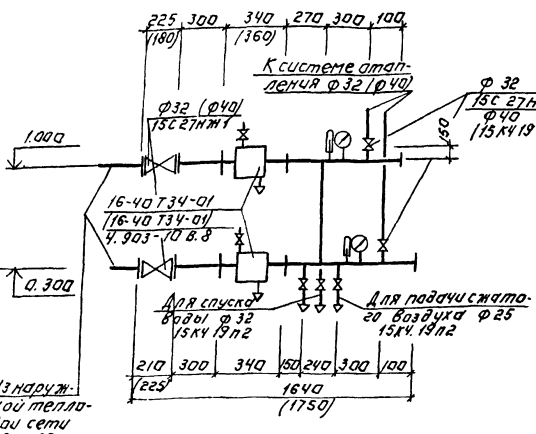 225 300 340 270 300 100
(180) (360)
К системе отоп-
ления ф32 (ф40)
ф 32
15с 27н
ф40
(15кч19
150
ф32 (ф40)
15с27нж1
1.000
16-40 Т34-01
(16-40 Т34-01)
4.903-10 в.8
0.300
Для спуска
воды ф32
15кч 19п2
Для подачи сжато-
го воздуха ф25
15кч.19п2
210 300 340 150 240 300 100
(225)
1640
(1750)
Из наруж-
ной тепло-
вой сети